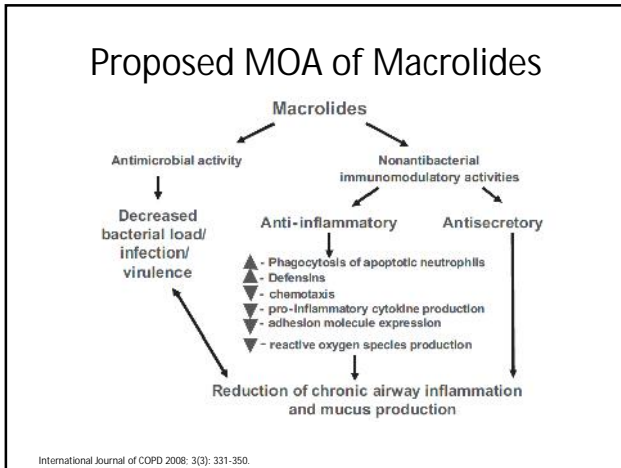 Proposed MOA of Macrolides
Macrolides
Antimicrobial activity
Nonantibacterial
immunomodulatory activities
Decreased
bacterial load/
infection/
virulence
Anti-inflammatory
Antisecretory
- Phagocytosis of apoptotic neutrophils
- Defensins
- chemotaxis
- pro-inflammatory cytokine production
- adhesion molecule expression
- reactive oxygen species production
Reduction of chronic airway inflammation
and mucus production
International Journal of COPD 2008; 3(3): 331-350.